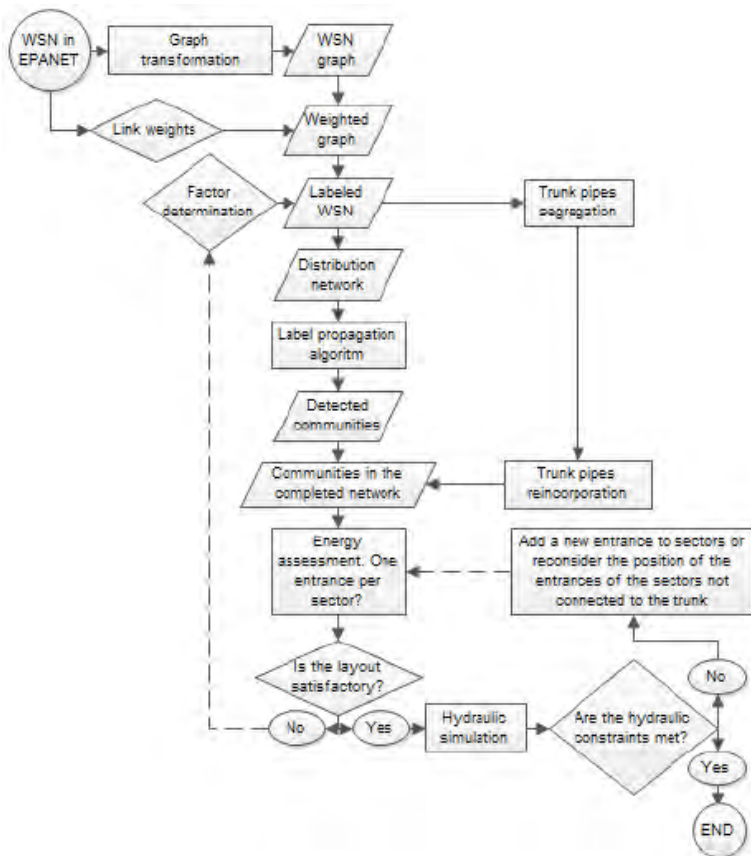 WSN in
EPANET
Graph
transformation
WSN
graph
Link weights
Weighted
graph
Factor
determination
Labeled
WSN
Trunk pipes
segregation
Distribution
network
Label propagation
algoritm
Detected
communities
Communities in the
completed network
Trunk pipes
reincorporation
Energy
assessment. One
entrance per
sector?
Add a new entrance to sectors or
reconsider the position of the
entrances of the sectors not
connected to the trunk
Is the layout
satisfactory?
No
Yes
Hydraulic
simulation
Are the hydraulic
constraints met?
No
Yes
END